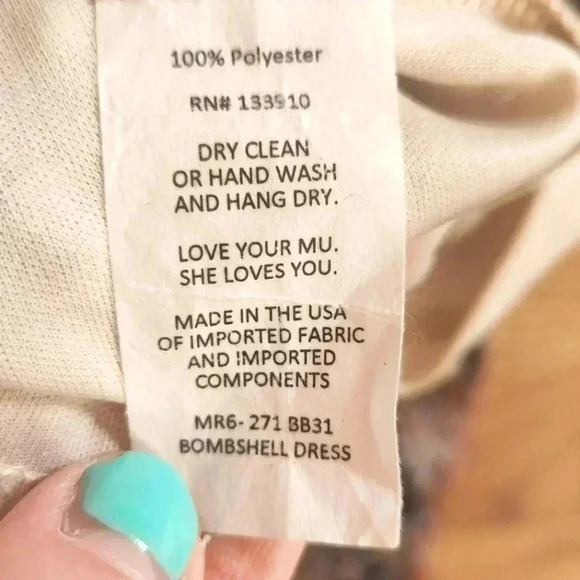 100% Polyester
RN# 133910
DRY CLEAN
OR HAND WASH
AND HANG DRY.
LOVE YOUR MU.
SHE LOVES YOU.
MADE IN THE USA
OF IMPORTED FABRIC
AND IMPORTED
COMPONENTS
MR6-271 BB31
BOMBSHELL DRESS